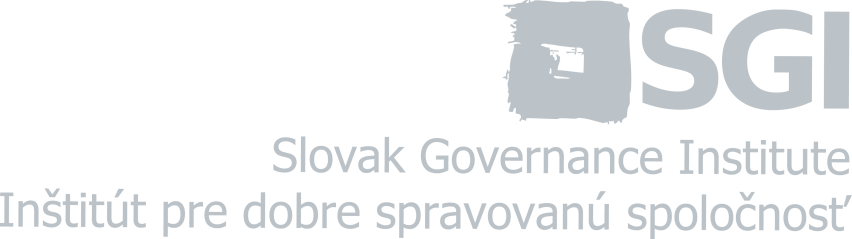 SGI
Slovak Governance Institute
Inštitút pre dobre spravovanú spoločnosť